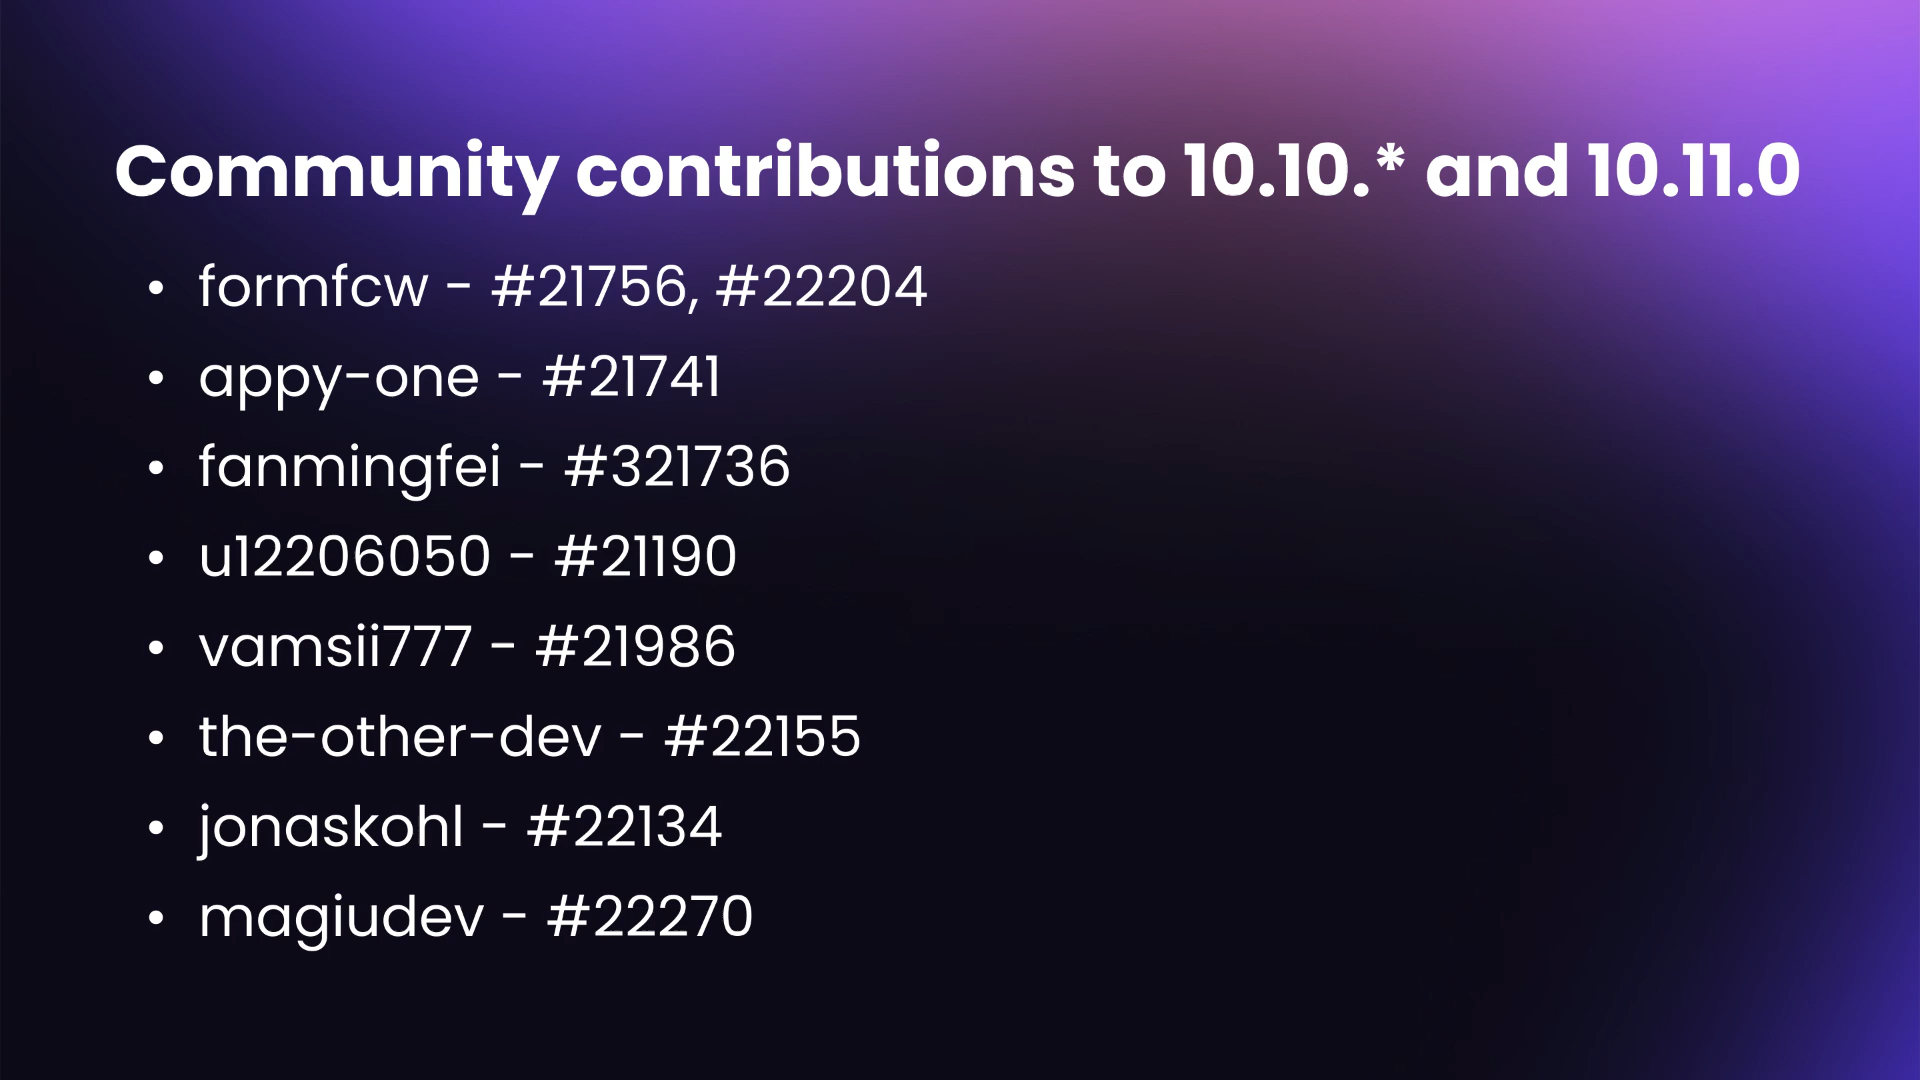 Community contributions to 10.10.* and 10.11.0
• formfcw - #21756, #22204
• appy-one - #21741
• fanmingfei - #321736
• u12206050 - #21190
• vamsii777 - #21986
• the-other-dev - #22155
• jonaskohl - #22134
• magiudev - #22270